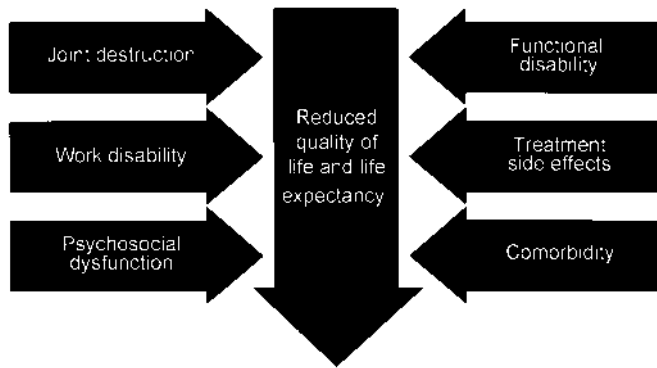 Joint destruction
Work disability
Psychosocial
dysfunction
Reduced
quality of
life and life
expectancy
Functional
disability
Treatment
side effects
Comorbidity